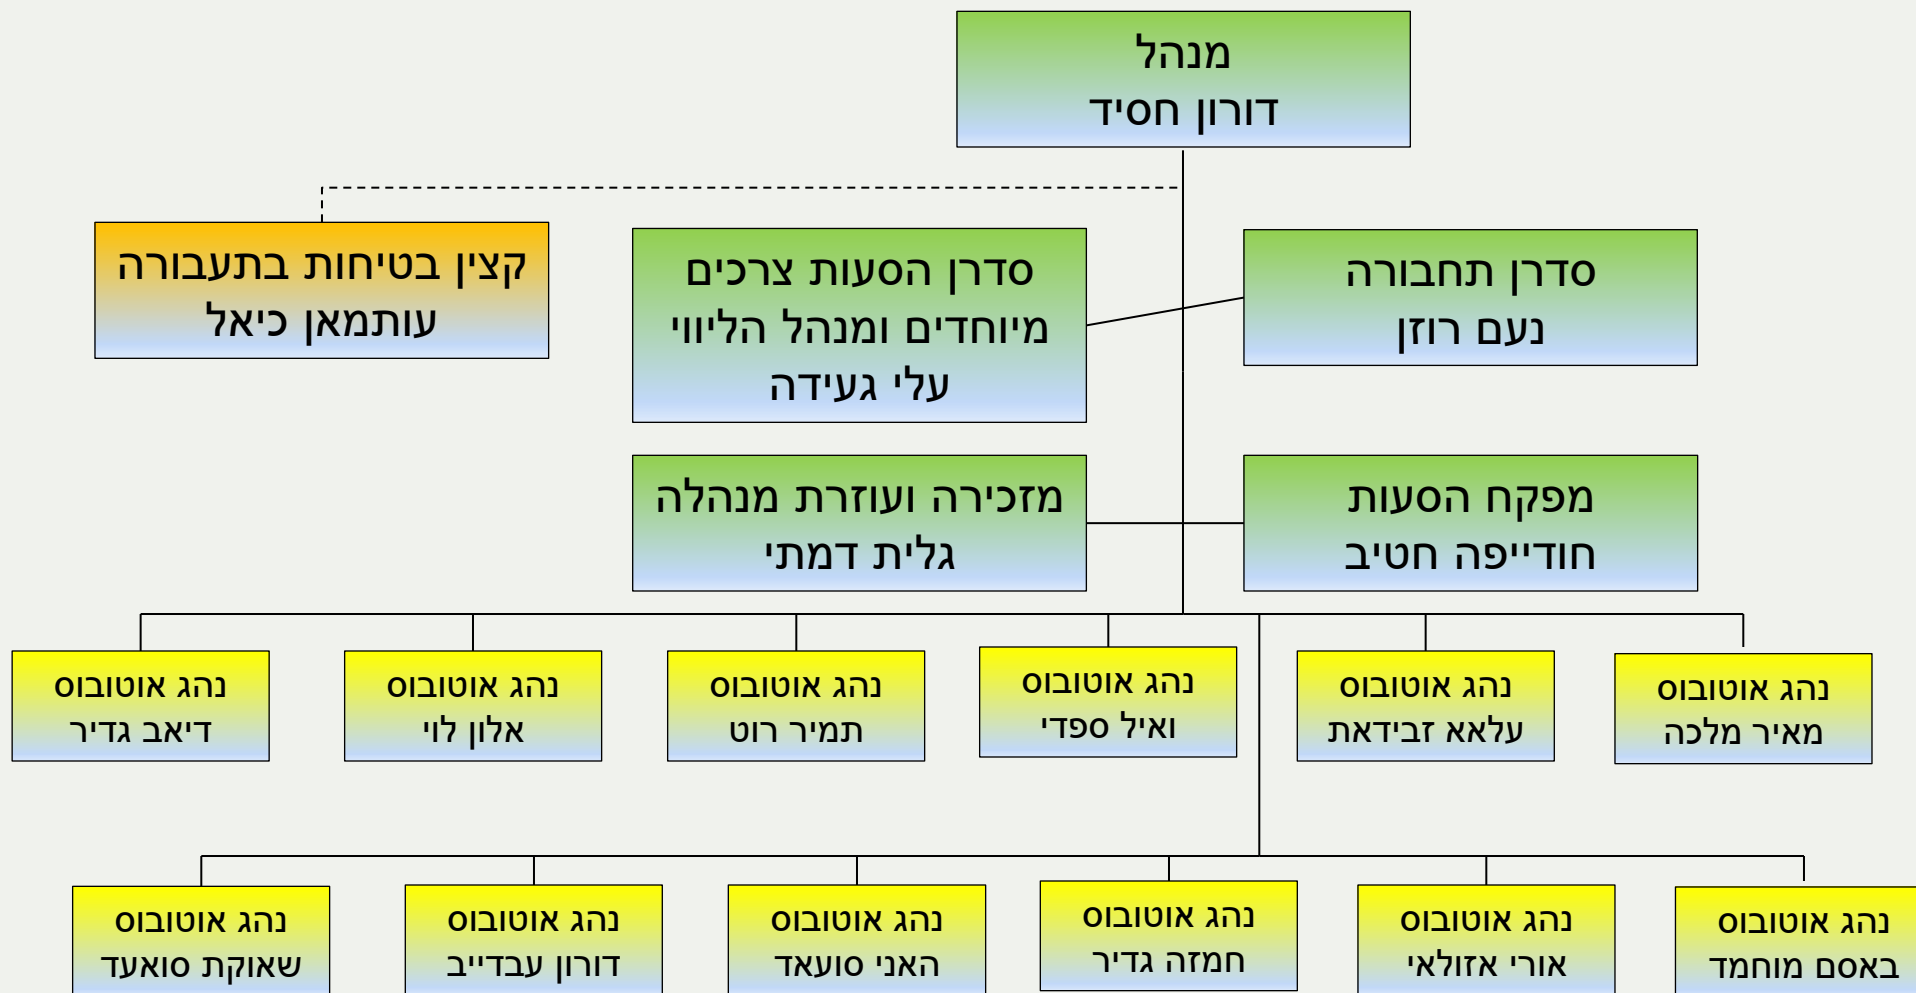 מנהל
דורון חסיד
סדרן תחבורה
נעם רוזן
סדרן הסעות צרכים
מיוחדים ומנהל הליווי
עלי געידה
קצין בטיחות בתעבורה
עותמאן כיאל
מפקח הסעות
חודייפה חטיב
מזכירה ועוזרת מנהלה
גלית דמתי
נהג אוטובוס
מאיר מלכה
נהג אוטובוס
עלאא זבידאת
נהג אוטובוס
ואיל ספדי
נהג אוטובוס
תמיר רוט
נהג אוטובוס
אלון לוי
נהג אוטובוס
דיאב גדיר
נהג אוטובוס
באסם מוחמד
נהג אוטובוס
אורי אזולאי
נהג אוטובוס
חמזה גדיר
נהג אוטובוס
האני סועאד
נהג אוטובוס
דורון עבדייב
נהג אוטובוס
שאוקת סואעד